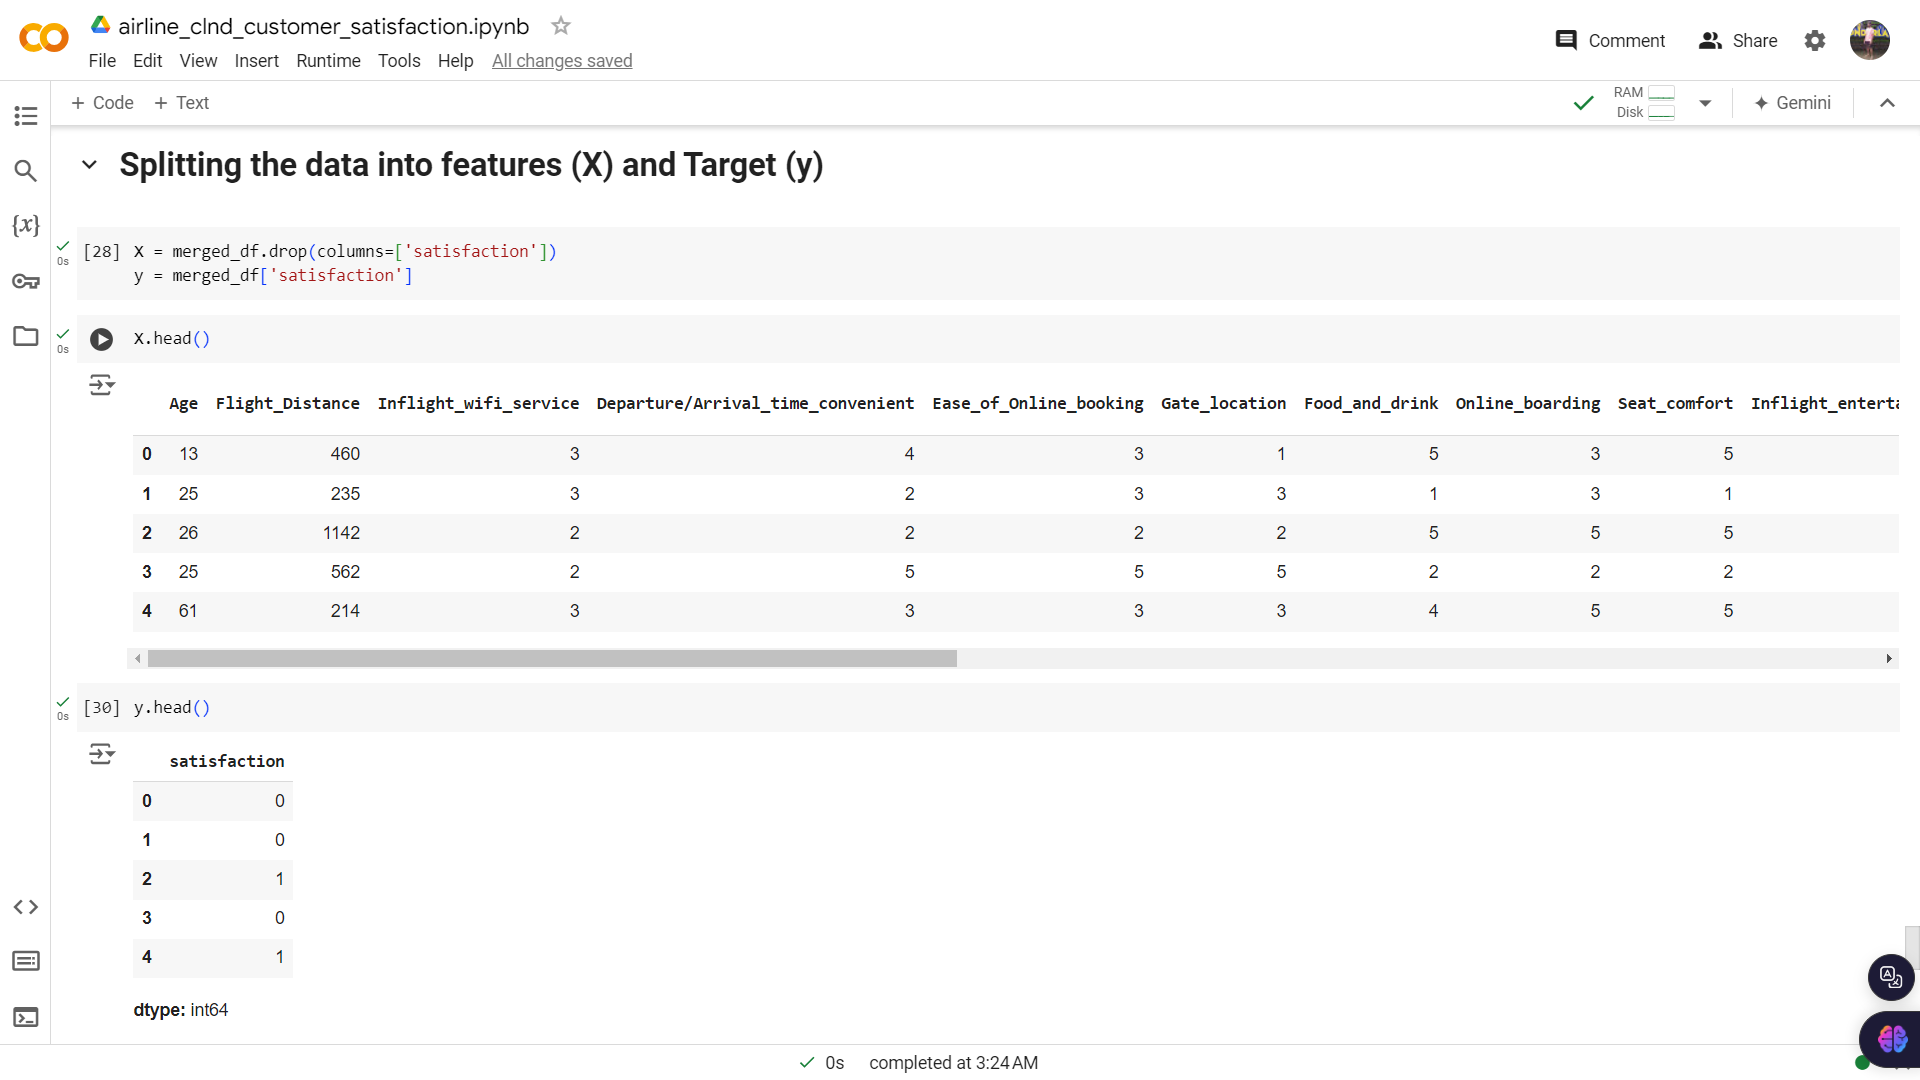 airline_clnd_customer_satisfaction.ipynb
File Edit View Insert Runtime Tools Help All changes saved
Comment Share
+ Code + Text
RAM
Disk
Gemini
Splitting the data into features (X) and Target (y)
[28] X = merged_df.drop(columns=['satisfaction'])
0s
y = merged_df['satisfaction']
X.head()
0s
Age Flight_Distance Inflight_wifi_service Departure/Arrival_time_convenient Ease_of_Online_booking Gate_location Food_and_drink Online_boarding Seat_comfort Inflight_enterta
0 13 460 3 4 3 1 5 3 5
1 25 235 3 2 3 3 1 3 1
2 26 1142 2 2 2 2 5 5 5
3 25 562 2 5 5 5 2 2 2
4 61 214 3 3 3 3 4 5 5
[30] y.head()
0s
satisfaction
0 0
1 0
2 1
3 0
4 1
dtype: int64
0s completed at 3:24 AM